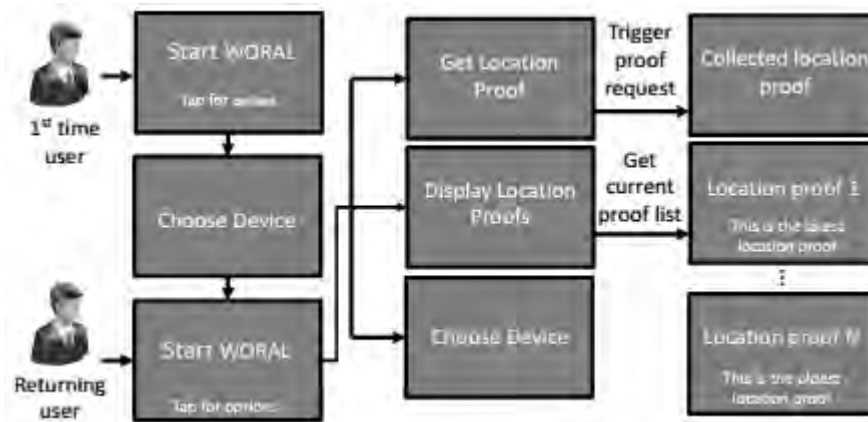 1st time
user
Start WORAL
Tap for options
Choose Device
Returning
user
Start WORAL
Tap for options
Get Location
Proof
Trigger
proof
request
Collected location
proof
Display Location
Proofs
Get
current
proof list
Location proof 1
This is the latest
location proof
⋮
Choose Device
Location proof N
This is the oldest
location proof